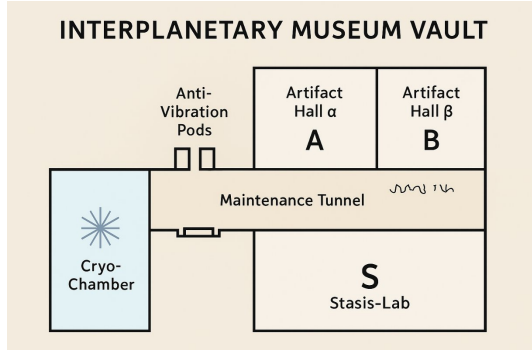 INTERPLANETARY MUSEUM VAULT
Anti-
Vibration
Pods
Artifact
Hall α
A
Artifact
Hall β
B
Maintenance Tunnel
Cryo-
Chamber
S
Stasis-Lab